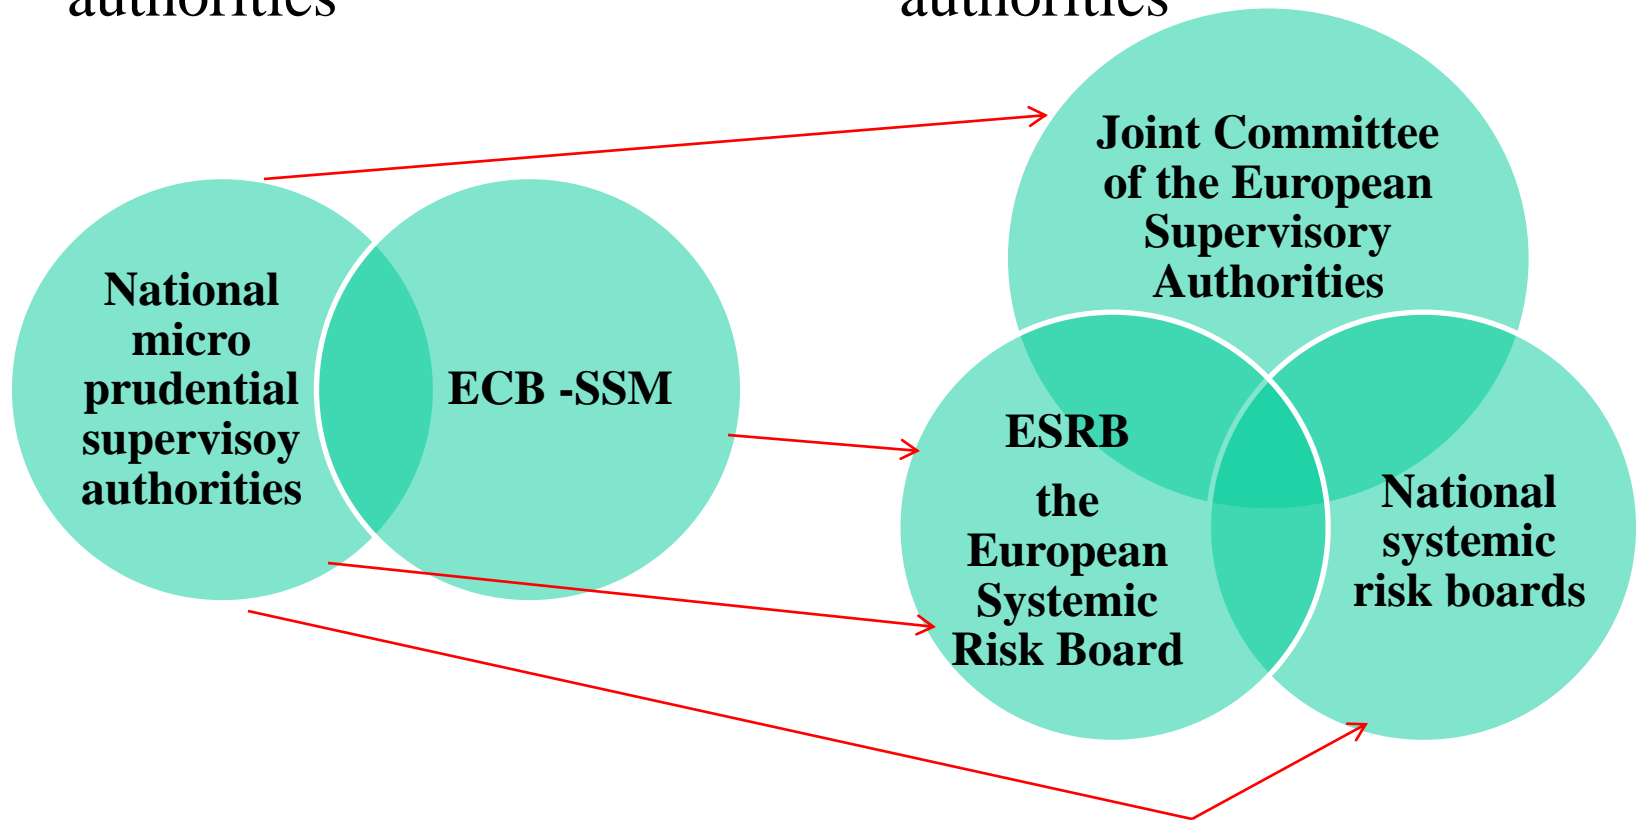 authorities
authorities
National
micro
prudential
supervisoy
authorities
ECB -SSM
Joint Committee
of the European
Supervisory
Authorities
ESRB
the
European
Systemic
Risk Board
National
systemic
risk boards